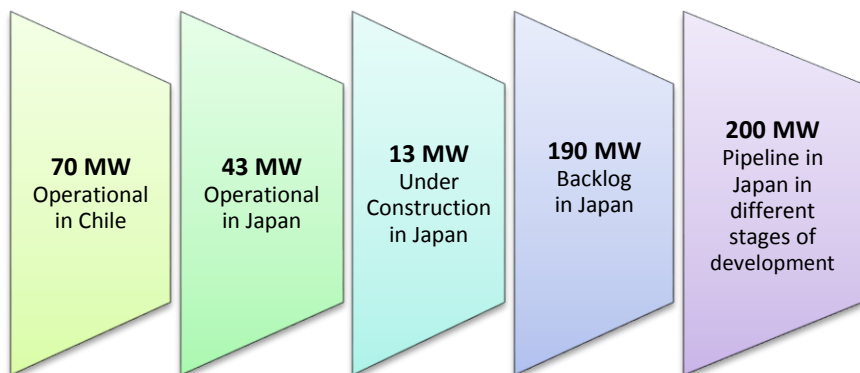 70 MW
Operational
in Chile
43 MW
Operational
in Japan
13 MW
Under
Construction
in Japan
190 MW
Backlog
in Japan
200 MW
Pipeline in
Japan in
different
stages of
development